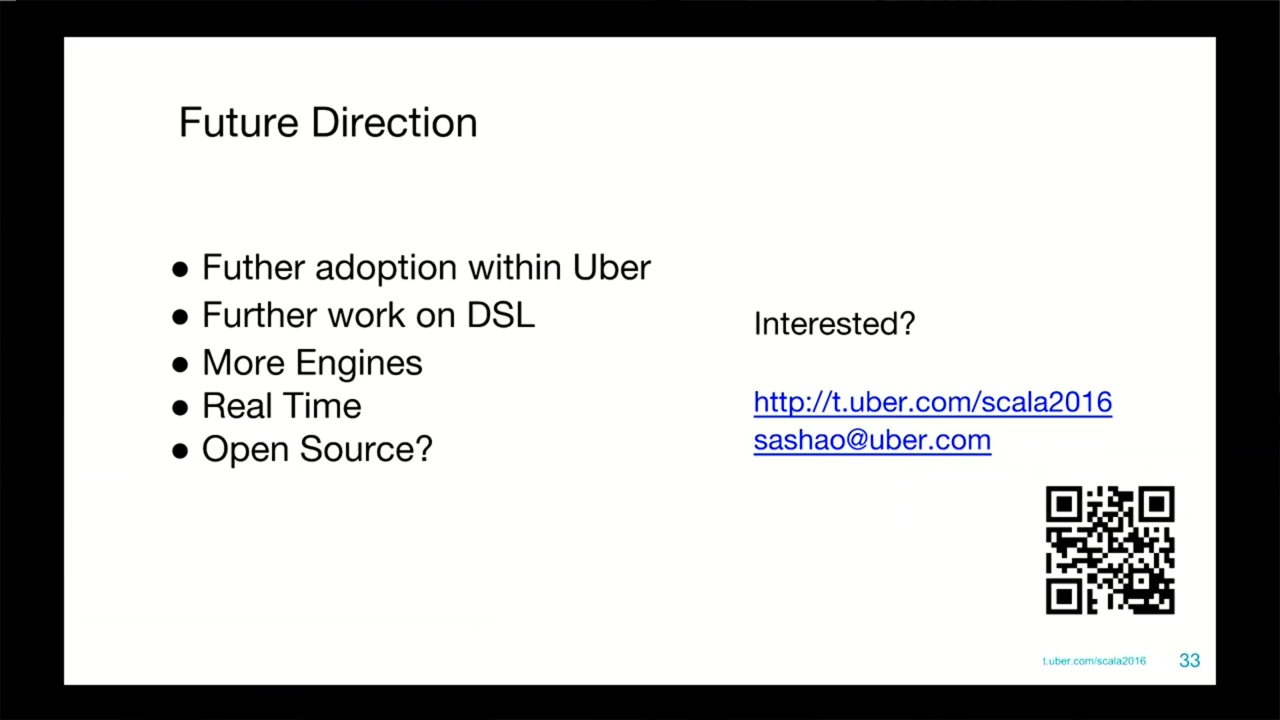 Future Direction
● Futher adoption within Uber
● Further work on DSL
● More Engines
● Real Time
● Open Source?
Interested?
http://t.uber.com/scala2016
sashao@uber.com
t.uber.com/scala2016
33